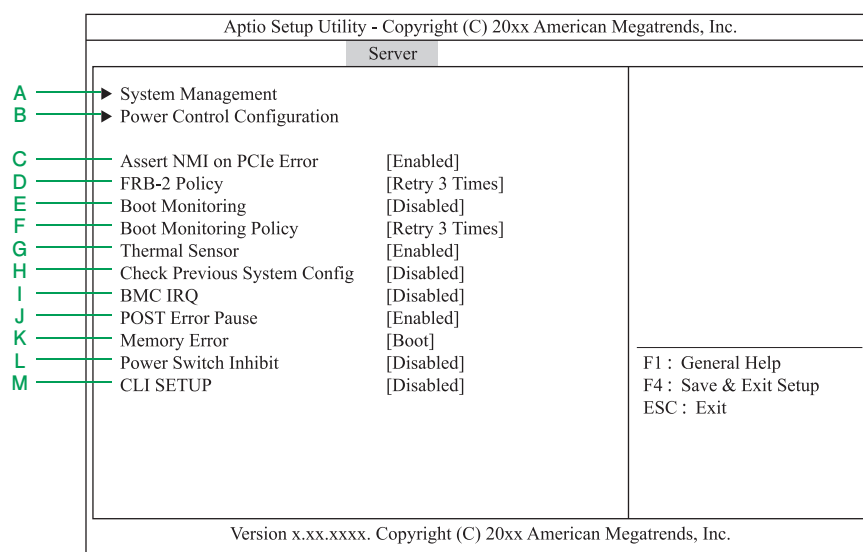 Aptio Setup Utility - Copyright (C) 20xx American Megatrends, Inc.
Server
A ▶ System Management
B ▶ Power Control Configuration
C Assert NMI on PCIe Error [Enabled]
D FRB-2 Policy [Retry 3 Times]
E Boot Monitoring [Disabled]
F Boot Monitoring Policy [Retry 3 Times]
G Thermal Sensor [Enabled]
H Check Previous System Config [Disabled]
I BMC IRQ [Disabled]
J POST Error Pause [Enabled]
K Memory Error [Boot]
L Power Switch Inhibit [Disabled]
M CLI SETUP [Disabled]
F1 : General Help
F4 : Save & Exit Setup
ESC : Exit
Version x.xx.xxxx. Copyright (C) 20xx American Megatrends, Inc.